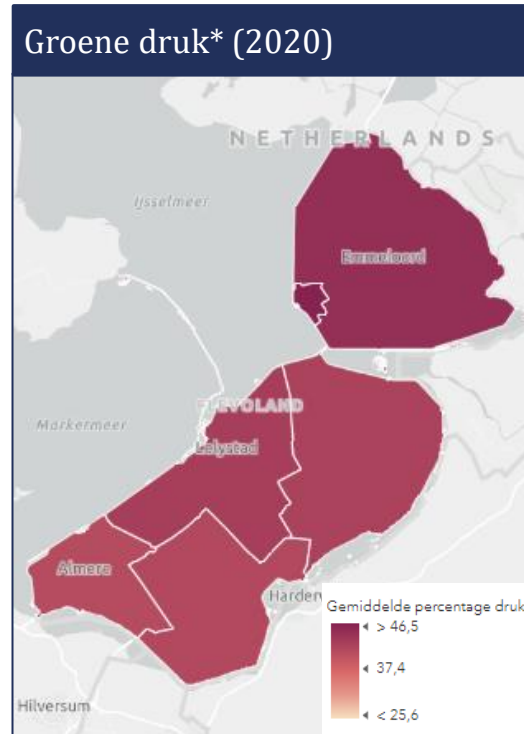 Groene druk* (2020)
NETHERLANDS
Ijsselmeer
Emmeloord
FLEVOLAND
Markermeer
Lelystad
Almere
Harderw
Gemiddelde percentage druk
> 46,5
37,4
< 25,6
Hilversum